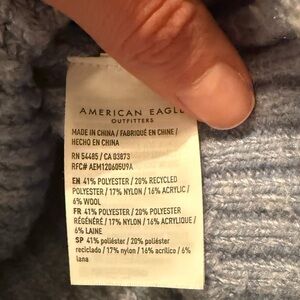 AMERICAN EAGLE
OUTFITTERS
MADE IN CHINA / FABRIQUÉ EN CHINE /
HECHO EN CHINA
RN 54485 / CA 03873
RFC# AEM120605U9A
EN 41% POLYESTER / 20% RECYCLED
POLYESTER / 17% NYLON / 16% ACRYLIC /
6% WOOL
FR 41% POLYESTER / 20% POLYESTER
RÉGÉNÉRÉ / 17% NYLON / 16% ACRYLIQUE /
6% LAINE
SP 41% poliéster / 20% poliéster
reciclado / 17% nylon / 16% acrílico / 6%
lana